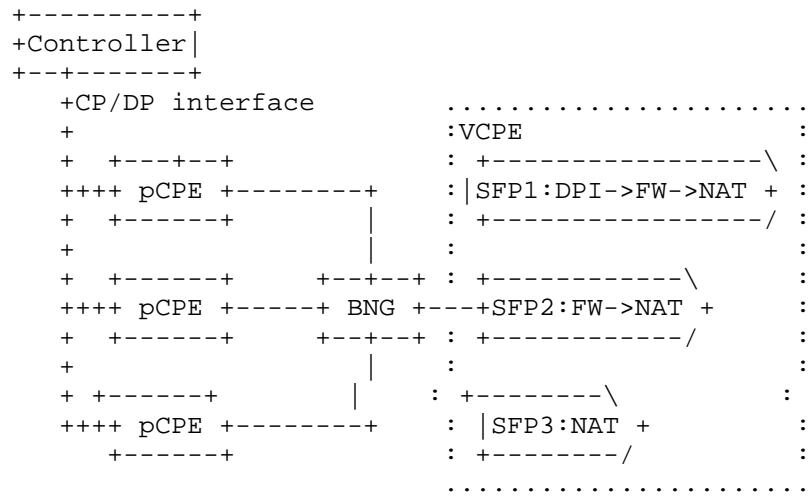 +----------+
+Controller|
+--+-------+
   +CP/DP interface        .......................
   +                       :VCPE                 :
   +  +---+--+             : +-----------------\ :
   ++++ pCPE +--------+    :|SFP1:DPI->FW->NAT + :
   +  +------+        |    : +-----------------/ :
   +                  |    :                     :
   +  +------+     +--+--+ : +------------\      :
   ++++ pCPE +-----+ BNG +---+SFP2:FW->NAT +     :
   +  +------+     +--+--+ : +------------/      :
   +                  |    :                     :
   + +------+        |    : +--------\          :
   ++++ pCPE +--------+    : |SFP3:NAT +         :
      +------+             : +--------/          :
                           .......................